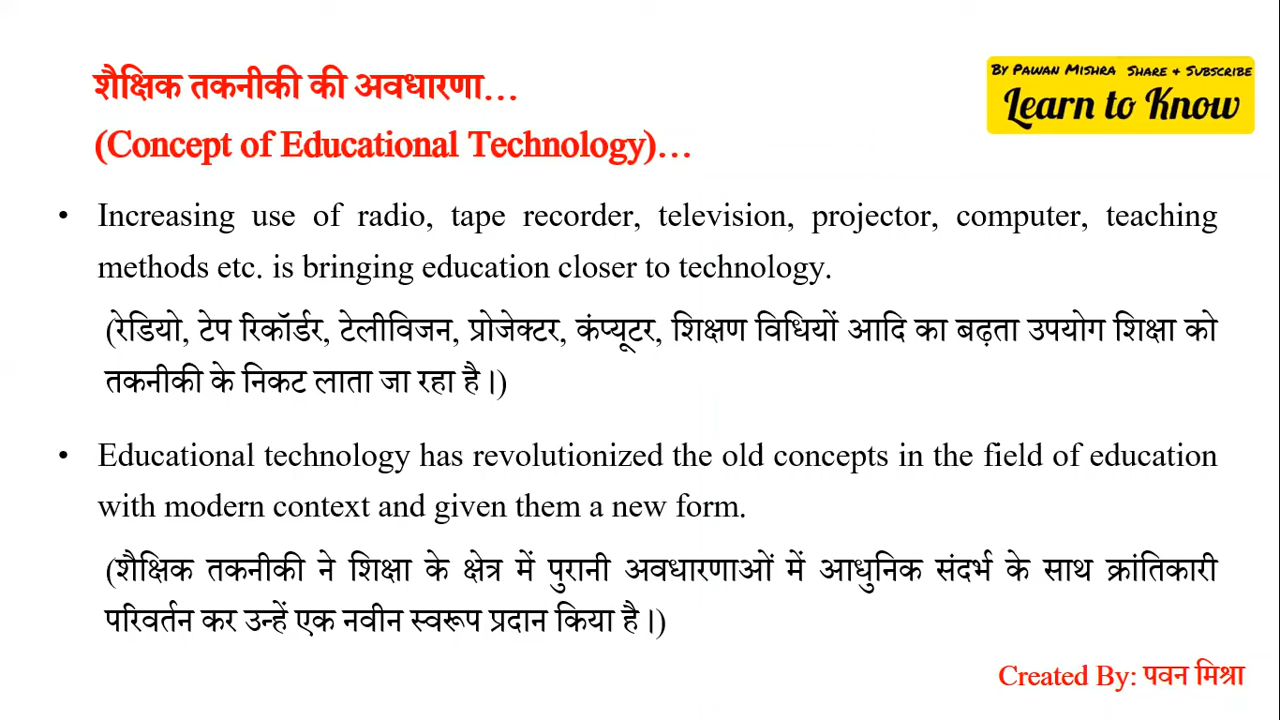 शैक्षिक तकनीकी की अवधारणा...
(Concept of Educational Technology)...
By Pawan Mishra Share & Subscribe
Learn to Know
• Increasing use of radio, tape recorder, television, projector, computer, teaching
methods etc. is bringing education closer to technology.
(रेडियो, टेप रिकॉर्डर, टेलीविजन, प्रोजेक्टर, कंप्यूटर, शिक्षण विधियों आदि का बढ़ता उपयोग शिक्षा को
तकनीकी के निकट लाता जा रहा है।)
• Educational technology has revolutionized the old concepts in the field of education
with modern context and given them a new form.
(शैक्षिक तकनीकी ने शिक्षा के क्षेत्र में पुरानी अवधारणाओं में आधुनिक संदर्भ के साथ क्रांतिकारी
परिवर्तन कर उन्हें एक नवीन स्वरूप प्रदान किया है।)
Created By: पवन मिश्रा